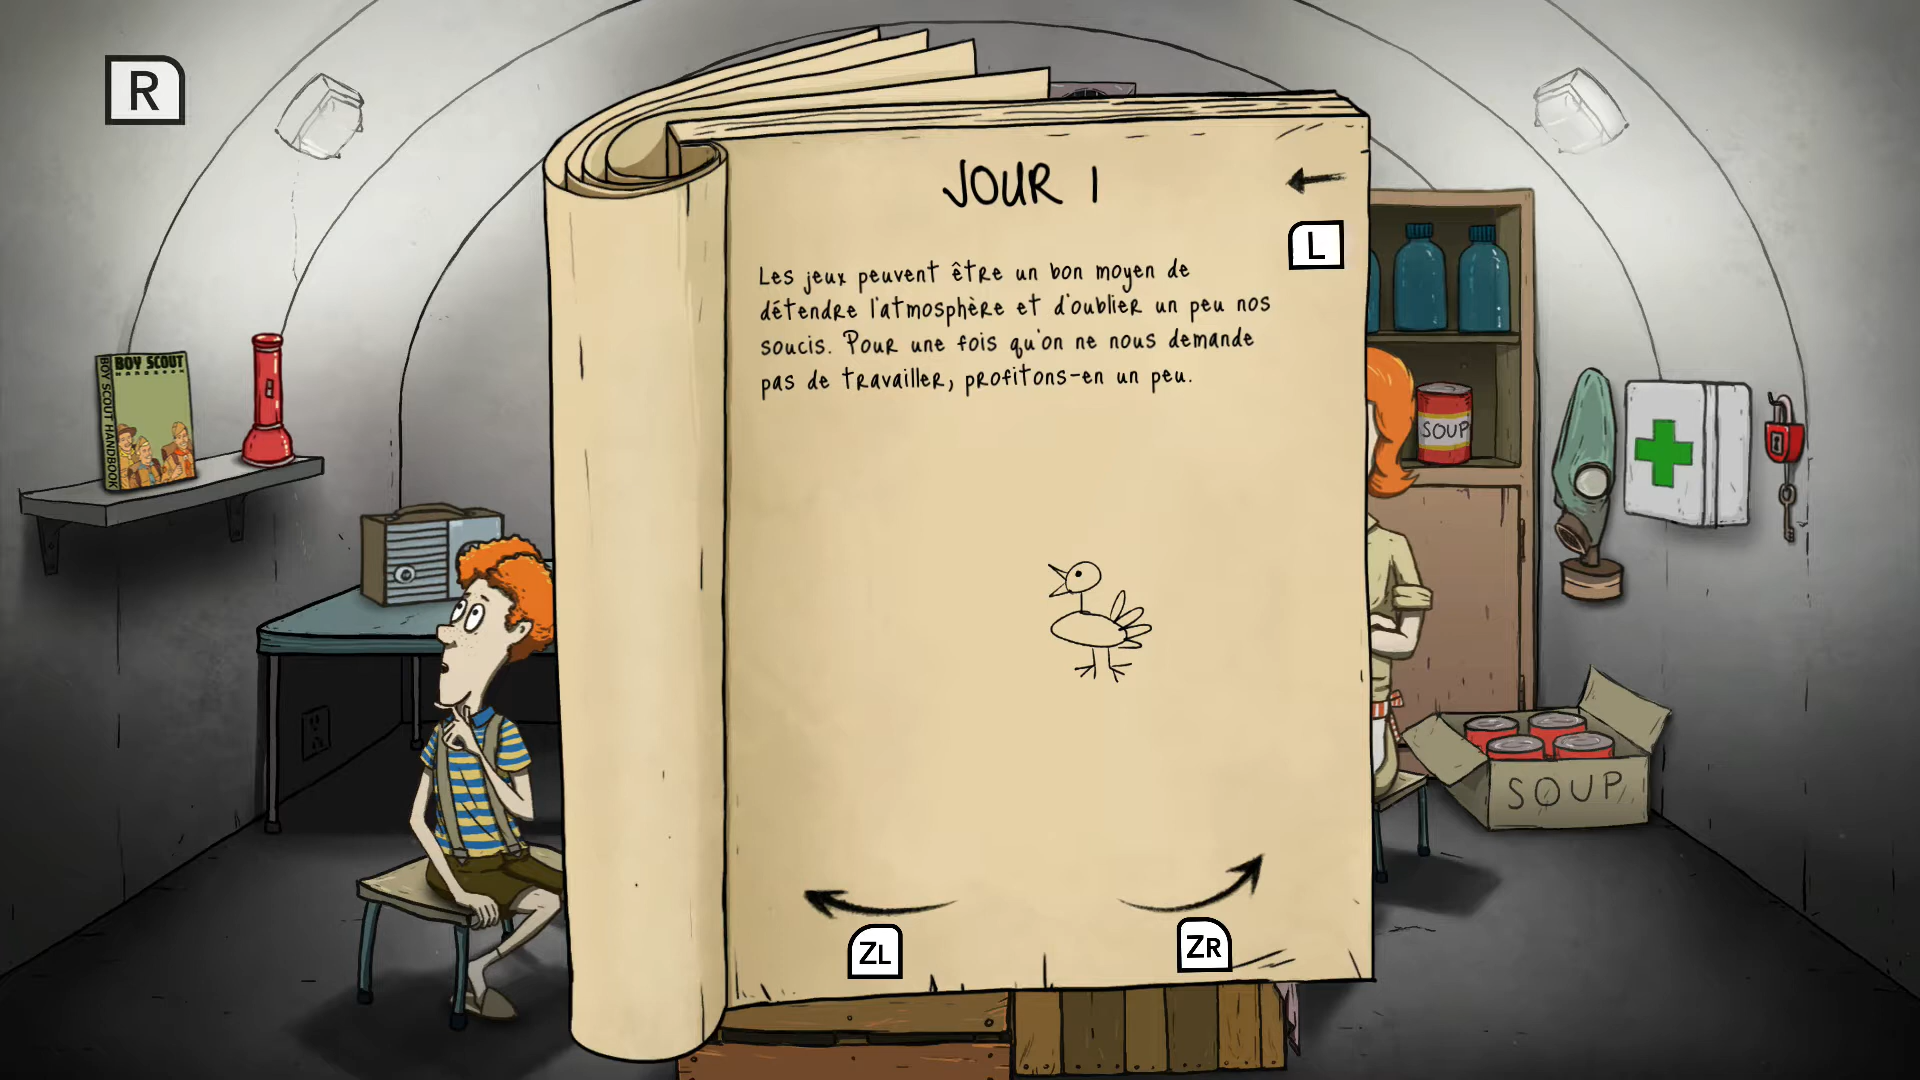 R
JOUR 1
L
Les jeux peuvent être un bon moyen de
détendre l'atmosphère et d'oublier un peu nos
soucis. Pour une fois qu'on ne nous demande
pas de travailler, profitons-en un peu.
BOY SCOUT
BOY SCOUT HANDBOOK
SOUP
SOUP
ZL
ZR